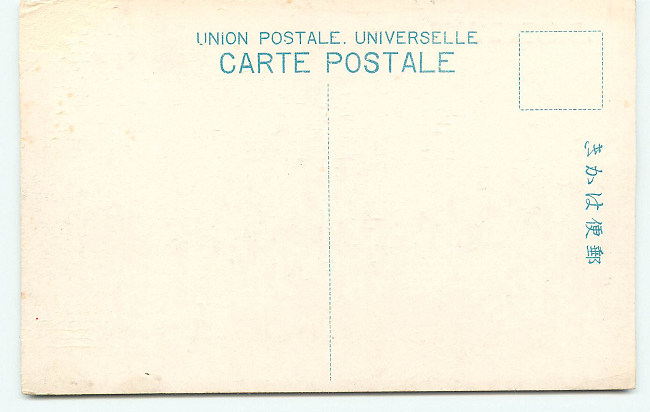 UNION POSTALE. UNIVERSELLE
CARTE POSTALE
郵便はかき